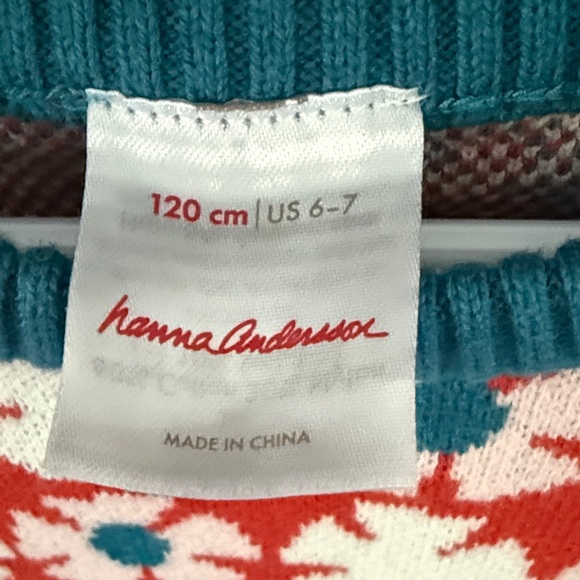 120 cm | US 6-7
hanna Andersson
MADE IN CHINA